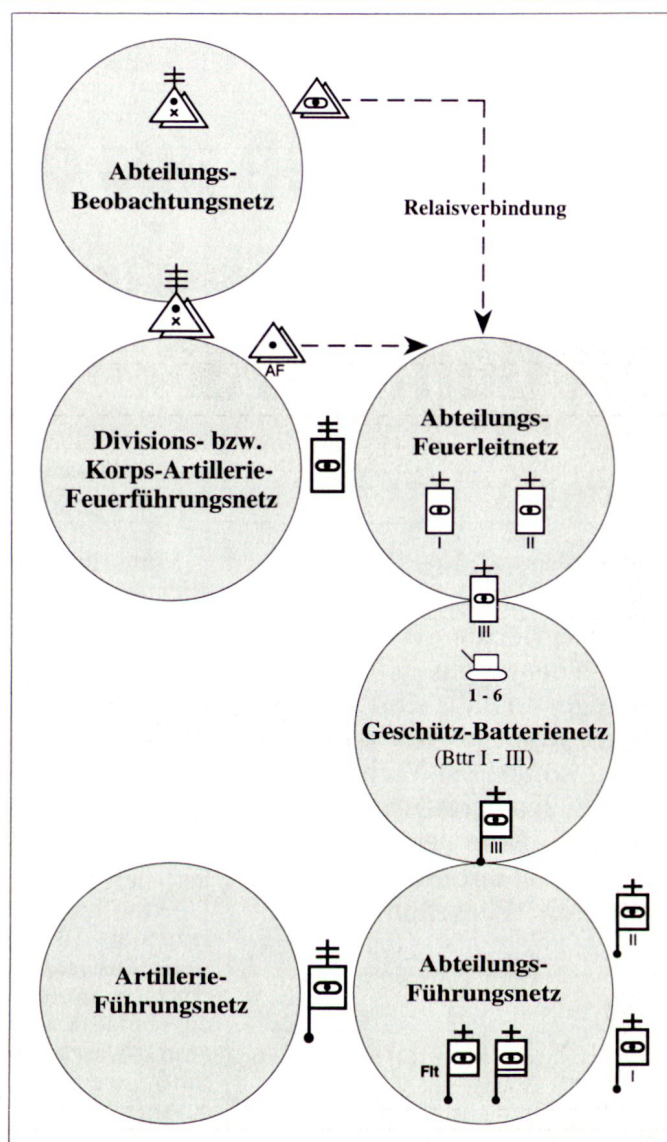 Abteilungs-
Beobachtungsnetz
Relaisverbindung
AF
Divisions- bzw.
Korps-Artillerie-
Feuerführungsnetz
Abteilungs-
Feuerleitnetz
I
II
III
1 - 6
Geschütz-Batterienetz
(Bttr I - III)
III
Artillerie-
Führungsnetz
Abteilungs-
Führungsnetz
II
Flt
I